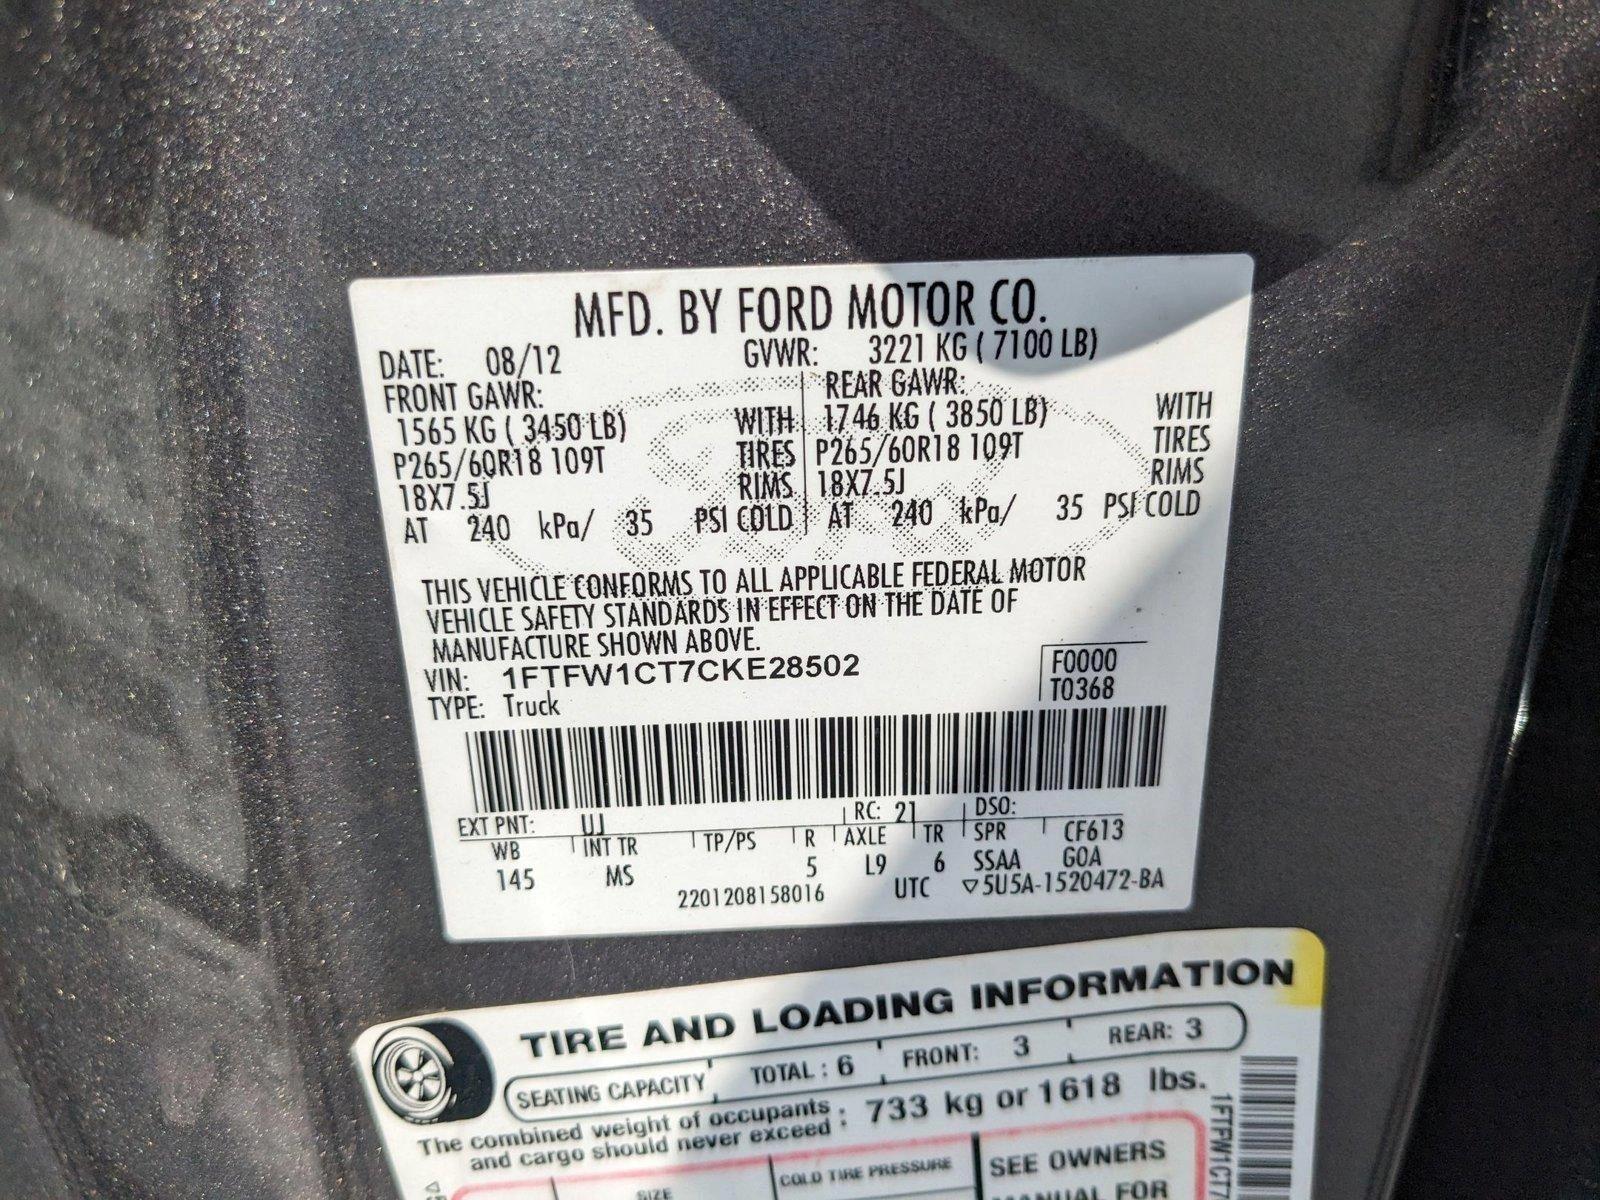 MFD. BY FORD MOTOR CO.
DATE: 08/12 GVWR: 3221 KG ( 7100 LB)
FRONT GAWR: REAR GAWR:
1565 KG ( 3450 LB) WITH 1746 KG ( 3850 LB) WITH
P265/60R18 109T TIRES P265/60R18 109T TIRES
18X7.5J RIMS 18X7.5J RIMS
AT 240 kPa/ 35 PSI COLD AT 240 kPa/ 35 PSI COLD
THIS VEHICLE CONFORMS TO ALL APPLICABLE FEDERAL MOTOR
VEHICLE SAFETY STANDARDS IN EFFECT ON THE DATE OF
MANUFACTURE SHOWN ABOVE.
VIN: 1FTFW1CT7CKE28502 F0000
TYPE: Truck T0368
EXT PNT: UJ RC: 21 DSO:
WB INT TR TP/PS R AXLE TR SPR CF613
145 MS 5 L9 6 SSAA GOA
2201208158016 UTC ▽5U5A-1520472-BA
TIRE AND LOADING INFORMATION
SEATING CAPACITY TOTAL : 6 FRONT: 3 REAR: 3
The combined weight of occupants : 733 kg or 1618 lbs.
and cargo should never exceed :
SIZE COLD TIRE PRESSURE SEE OWNERS
MANUAL FOR
1FTFW1CT7